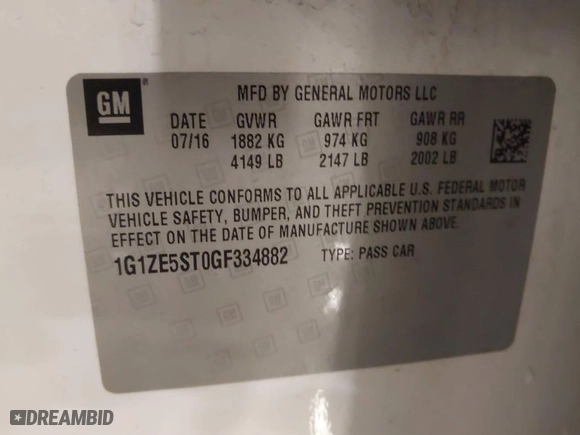 GM
MFD BY GENERAL MOTORS LLC
DATE GVWR GAWR FRT GAWR RR
07/16 1882 KG 974 KG 908 KG
4149 LB 2147 LB 2002 LB
THIS VEHICLE CONFORMS TO ALL APPLICABLE U.S. FEDERAL MOTOR
VEHICLE SAFETY, BUMPER, AND THEFT PREVENTION STANDARDS IN
EFFECT ON THE DATE OF MANUFACTURE SHOWN ABOVE.
1G1ZE5ST0GF334882 TYPE: PASS CAR
DREAMBID